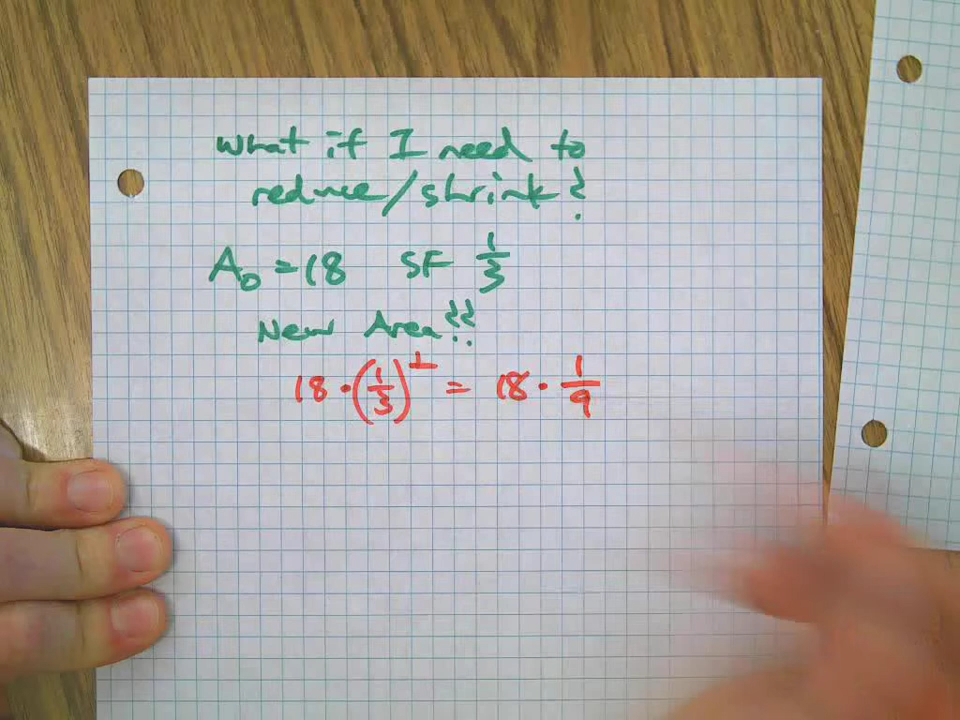 What if I need to
reduce/shrink?
A₀ = 18 SF 1/3
New Area??
18 · (1/3)² = 18 · 1/9